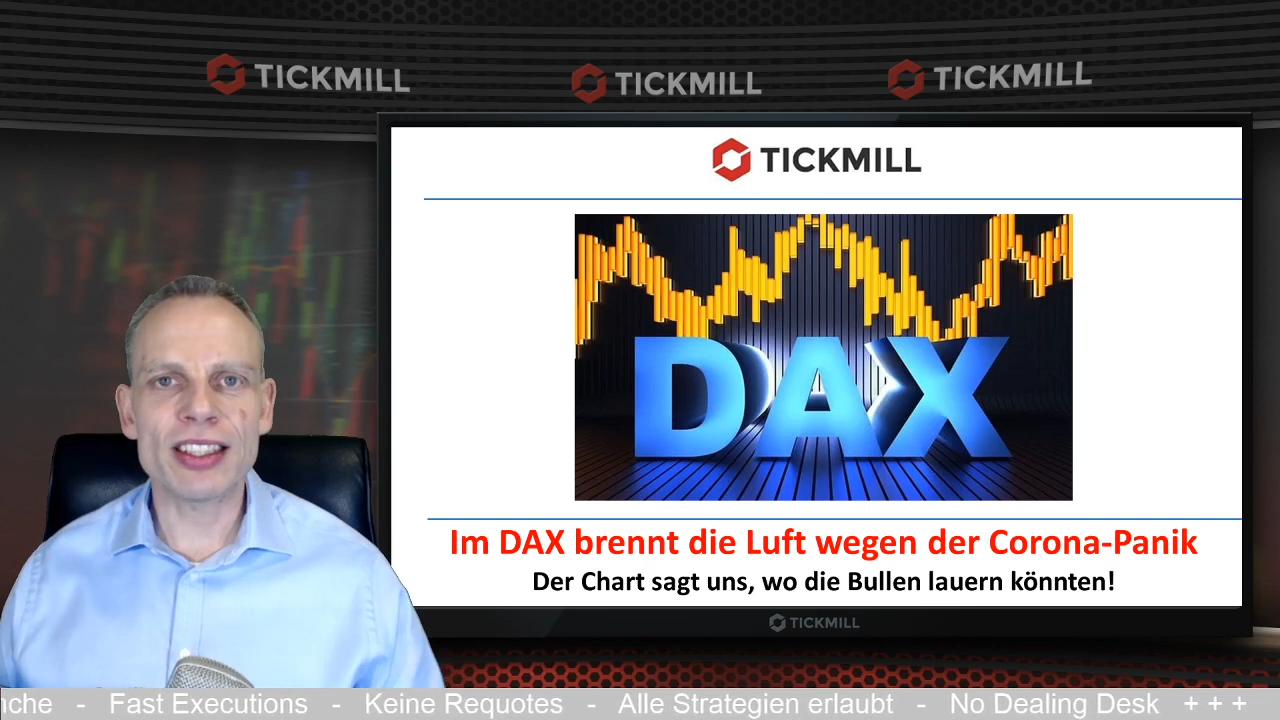 TICKMILL
TICKMILL
TICKMILL
TICKMILL
DAX
Im DAX brennt die Luft wegen der Corona-Panik
Der Chart sagt uns, wo die Bullen lauern könnten!
TICKMILL
- Fast Executions - Keine Requotes - Alle Strategien erlaubt - No Dealing Desk + + +